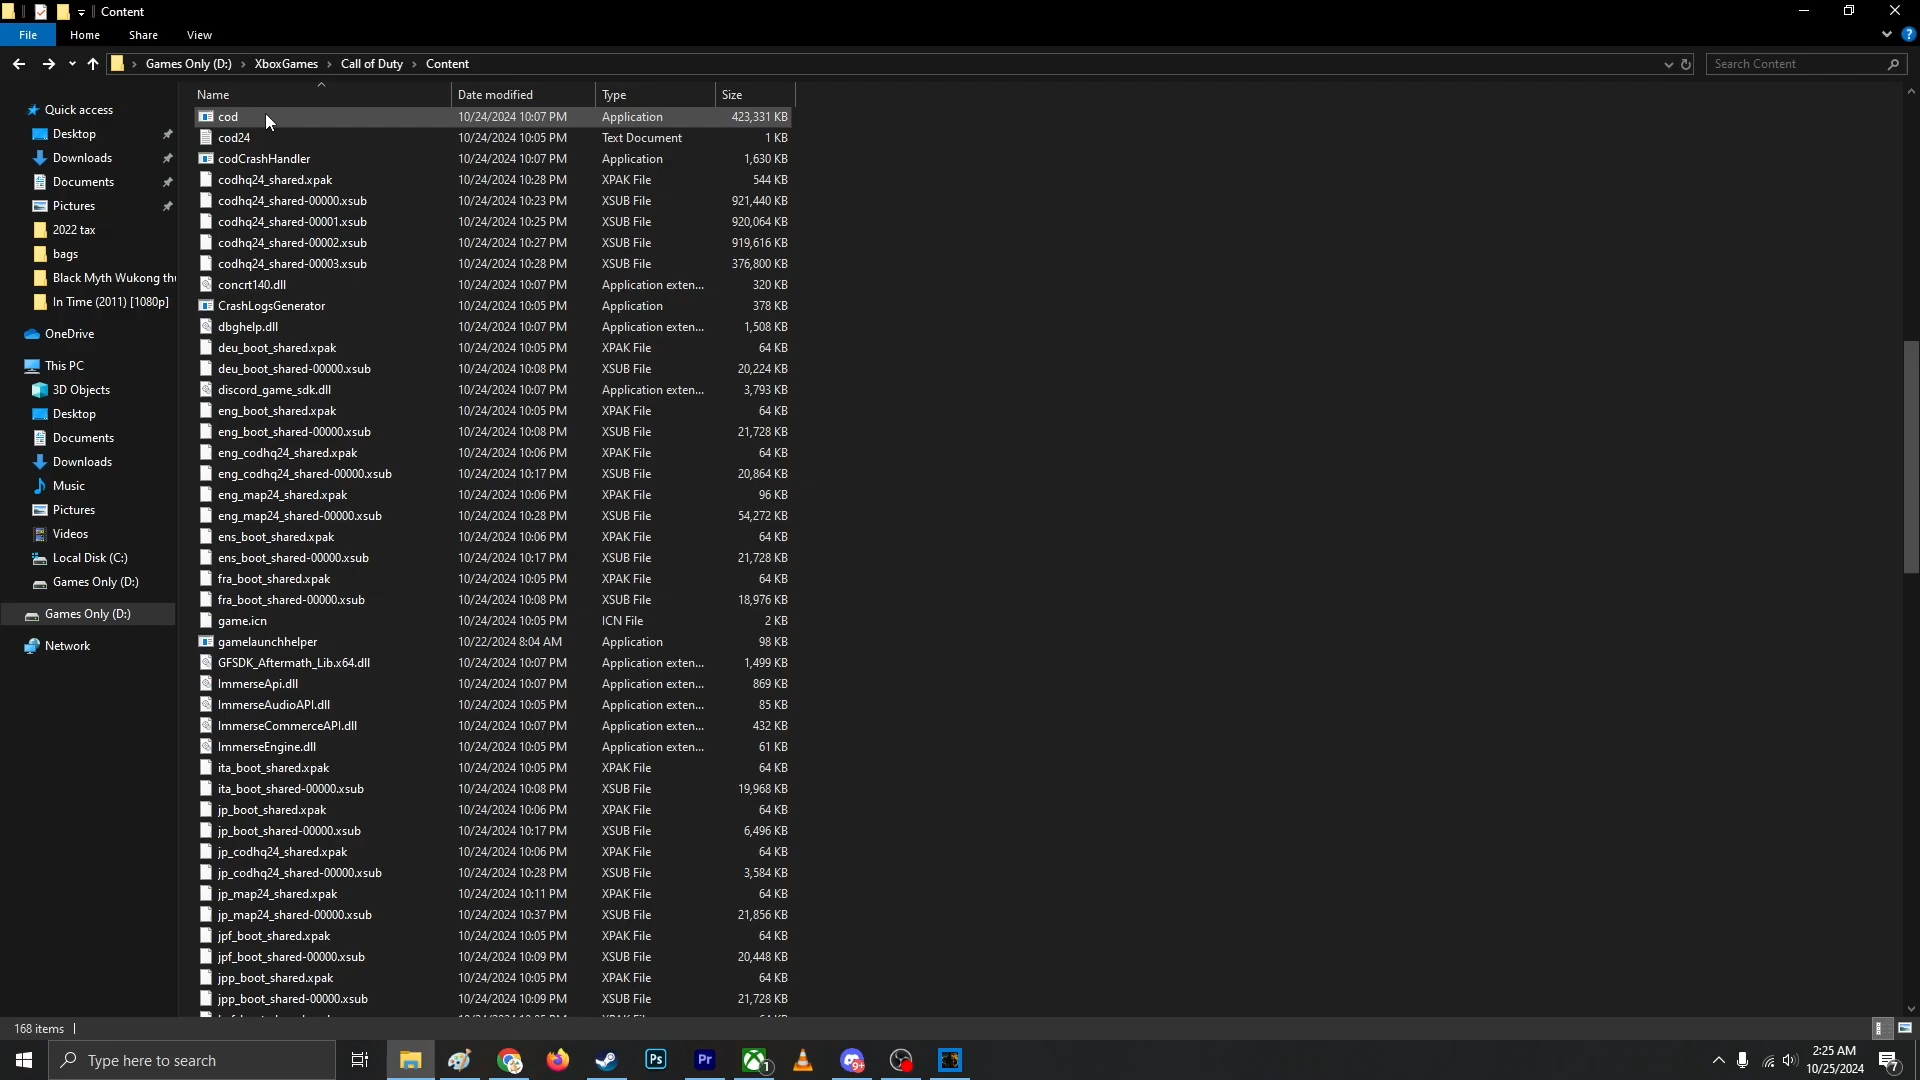 Content
File Home Share View
Games Only (D:) XboxGames Call of Duty Content
Search Content
Quick access
Desktop
Downloads
Documents
Pictures
2022 tax
bags
Black Myth Wukong thu
In Time (2011) [1080p]
OneDrive
This PC
3D Objects
Desktop
Documents
Downloads
Music
Pictures
Videos
Local Disk (C:)
Games Only (D:)
Games Only (D:)
Network
Name Date modified Type Size
cod 10/24/2024 10:07 PM Application 423,331 KB
cod24 10/24/2024 10:05 PM Text Document 1 KB
codCrashHandler 10/24/2024 10:07 PM Application 1,630 KB
codhq24_shared.xpak 10/24/2024 10:28 PM XPAK File 544 KB
codhq24_shared-00000.xsub 10/24/2024 10:23 PM XSUB File 921,440 KB
codhq24_shared-00001.xsub 10/24/2024 10:25 PM XSUB File 920,064 KB
codhq24_shared-00002.xsub 10/24/2024 10:27 PM XSUB File 919,616 KB
codhq24_shared-00003.xsub 10/24/2024 10:28 PM XSUB File 376,800 KB
concrt140.dll 10/24/2024 10:07 PM Application exten... 320 KB
CrashLogsGenerator 10/24/2024 10:05 PM Application 378 KB
dbghelp.dll 10/24/2024 10:07 PM Application exten... 1,508 KB
deu_boot_shared.xpak 10/24/2024 10:05 PM XPAK File 64 KB
deu_boot_shared-00000.xsub 10/24/2024 10:08 PM XSUB File 20,224 KB
discord_game_sdk.dll 10/24/2024 10:07 PM Application exten... 3,793 KB
eng_boot_shared.xpak 10/24/2024 10:05 PM XPAK File 64 KB
eng_boot_shared-00000.xsub 10/24/2024 10:08 PM XSUB File 21,728 KB
eng_codhq24_shared.xpak 10/24/2024 10:06 PM XPAK File 64 KB
eng_codhq24_shared-00000.xsub 10/24/2024 10:17 PM XSUB File 20,864 KB
eng_map24_shared.xpak 10/24/2024 10:06 PM XPAK File 96 KB
eng_map24_shared-00000.xsub 10/24/2024 10:28 PM XSUB File 54,272 KB
ens_boot_shared.xpak 10/24/2024 10:06 PM XPAK File 64 KB
ens_boot_shared-00000.xsub 10/24/2024 10:17 PM XSUB File 21,728 KB
fra_boot_shared.xpak 10/24/2024 10:05 PM XPAK File 64 KB
fra_boot_shared-00000.xsub 10/24/2024 10:08 PM XSUB File 18,976 KB
game.icn 10/24/2024 10:05 PM ICN File 2 KB
gamelaunchhelper 10/22/2024 8:04 AM Application 98 KB
GFSDK_Aftermath_Lib.x64.dll 10/24/2024 10:07 PM Application exten... 1,499 KB
ImmerseApi.dll 10/24/2024 10:07 PM Application exten... 869 KB
ImmerseAudioAPI.dll 10/24/2024 10:05 PM Application exten... 85 KB
ImmerseCommerceAPI.dll 10/24/2024 10:07 PM Application exten... 432 KB
ImmerseEngine.dll 10/24/2024 10:05 PM Application exten... 61 KB
ita_boot_shared.xpak 10/24/2024 10:05 PM XPAK File 64 KB
ita_boot_shared-00000.xsub 10/24/2024 10:08 PM XSUB File 19,968 KB
jp_boot_shared.xpak 10/24/2024 10:06 PM XPAK File 64 KB
jp_boot_shared-00000.xsub 10/24/2024 10:17 PM XSUB File 6,496 KB
jp_codhq24_shared.xpak 10/24/2024 10:06 PM XPAK File 64 KB
jp_codhq24_shared-00000.xsub 10/24/2024 10:28 PM XSUB File 3,584 KB
jp_map24_shared.xpak 10/24/2024 10:11 PM XPAK File 64 KB
jp_map24_shared-00000.xsub 10/24/2024 10:37 PM XSUB File 21,856 KB
jpf_boot_shared.xpak 10/24/2024 10:05 PM XPAK File 64 KB
jpf_boot_shared-00000.xsub 10/24/2024 10:09 PM XSUB File 20,448 KB
jpp_boot_shared.xpak 10/24/2024 10:05 PM XPAK File 64 KB
jpp_boot_shared-00000.xsub 10/24/2024 10:09 PM XSUB File 21,728 KB
168 items
Type here to search
Ps
Pr
1
9+
2:25 AM
10/25/2024
7